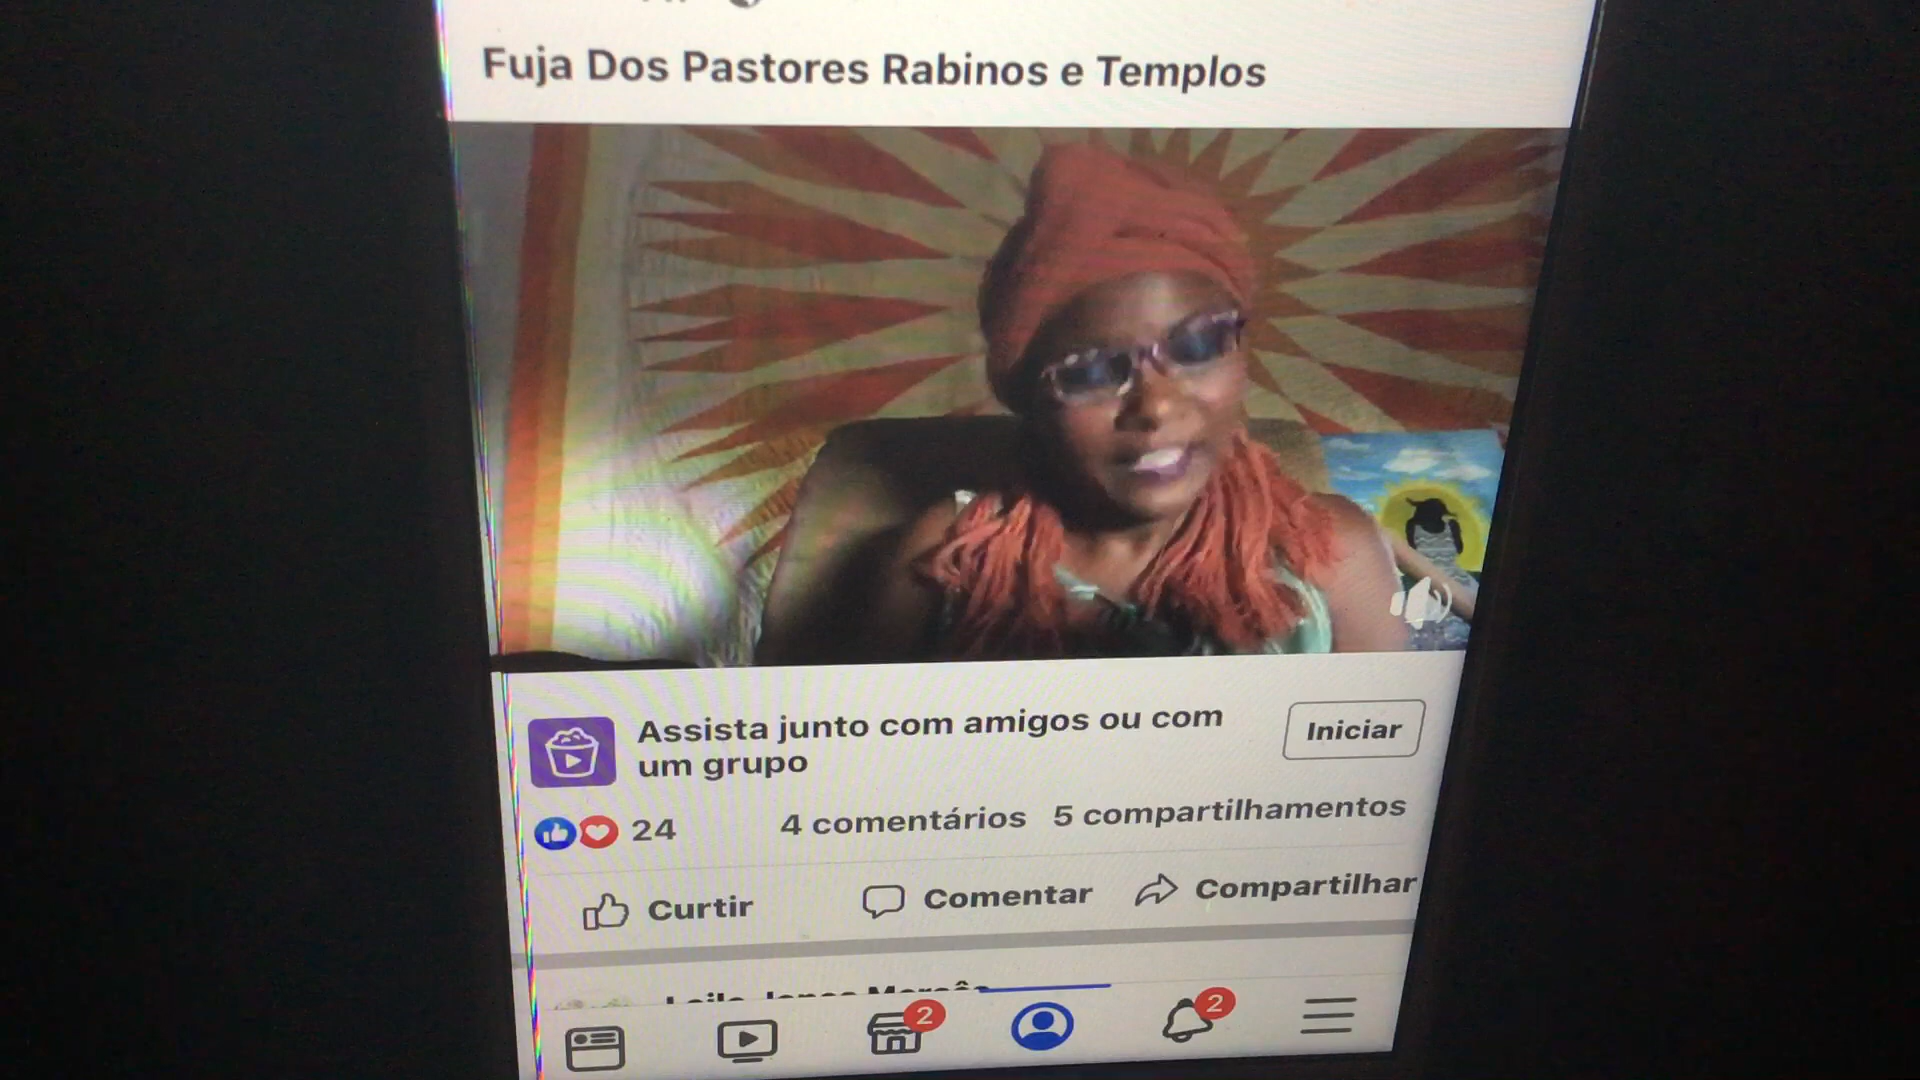 Fuja Dos Pastores Rabinos e Templos
Assista junto com amigos ou com
um grupo
Iniciar
24
4 comentários
5 compartilhamentos
Curtir
Comentar
Compartilhar
2
2